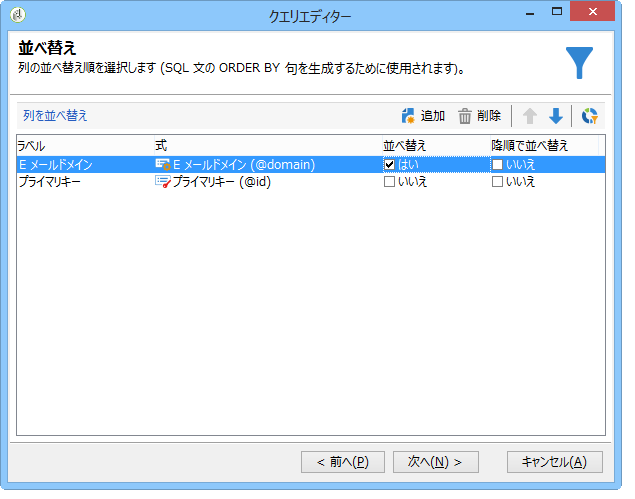 クエリエディター
並べ替え
列の並べ替え順を選択します (SQL 文の ORDER BY 句を生成するために使用されます)。
列を並べ替え 追加 削除
ラベル 式 並べ替え 降順で並べ替え
E メールドメイン E メールドメイン (@domain) はい いいえ
プライマリキー プライマリキー (@id) いいえ いいえ
< 前へ(P) 次へ(N) > キャンセル(A)